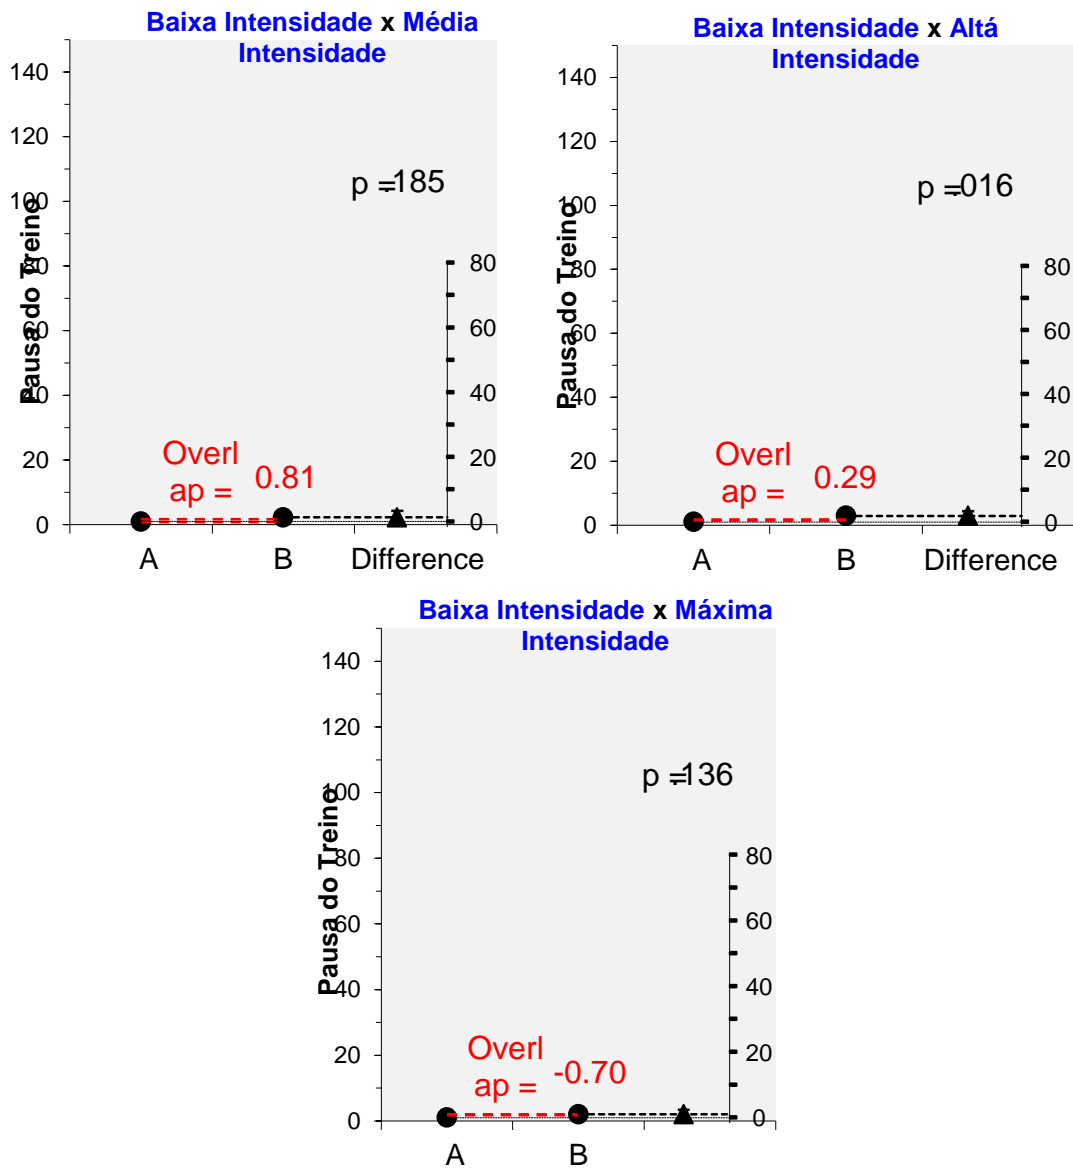 Baixa Intensidade x Média
Intensidade
Pausa do Treino
140
120
100
80
60
40
20
0
p =.185
80
60
40
20
0
Overl
ap =
0.81
A
B
Difference
Baixa Intensidade x Altá
Intensidade
Pausa do Treino
140
120
100
80
60
40
20
0
p =.016
80
60
40
20
0
Overl
ap =
0.29
A
B
Difference
Baixa Intensidade x Máxima
Intensidade
Pausa do Treino
140
120
100
80
60
40
20
0
p =.136
80
60
40
20
0
Overl
ap =
-0.70
A
B